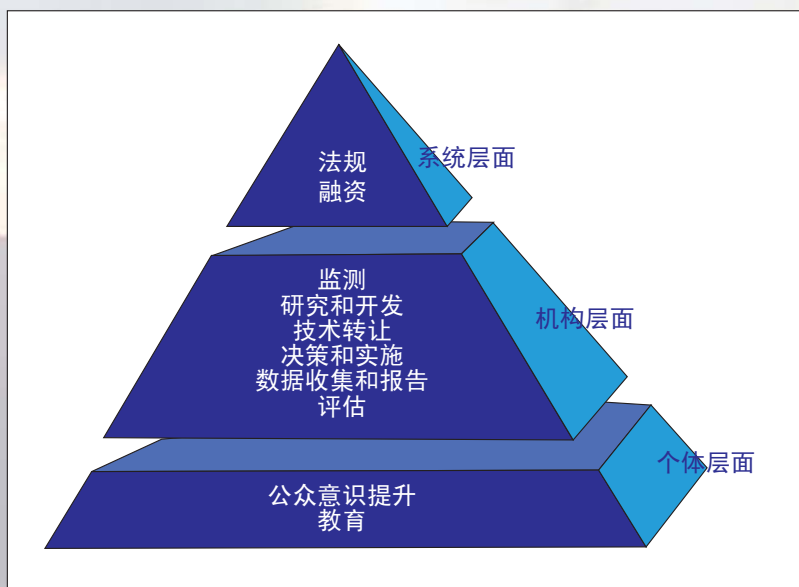 法规
融资
系统层面
监测
研究和开发
技术转让
决策和实施
数据收集和报告
评估
机构层面
公众意识提升
教育
个体层面